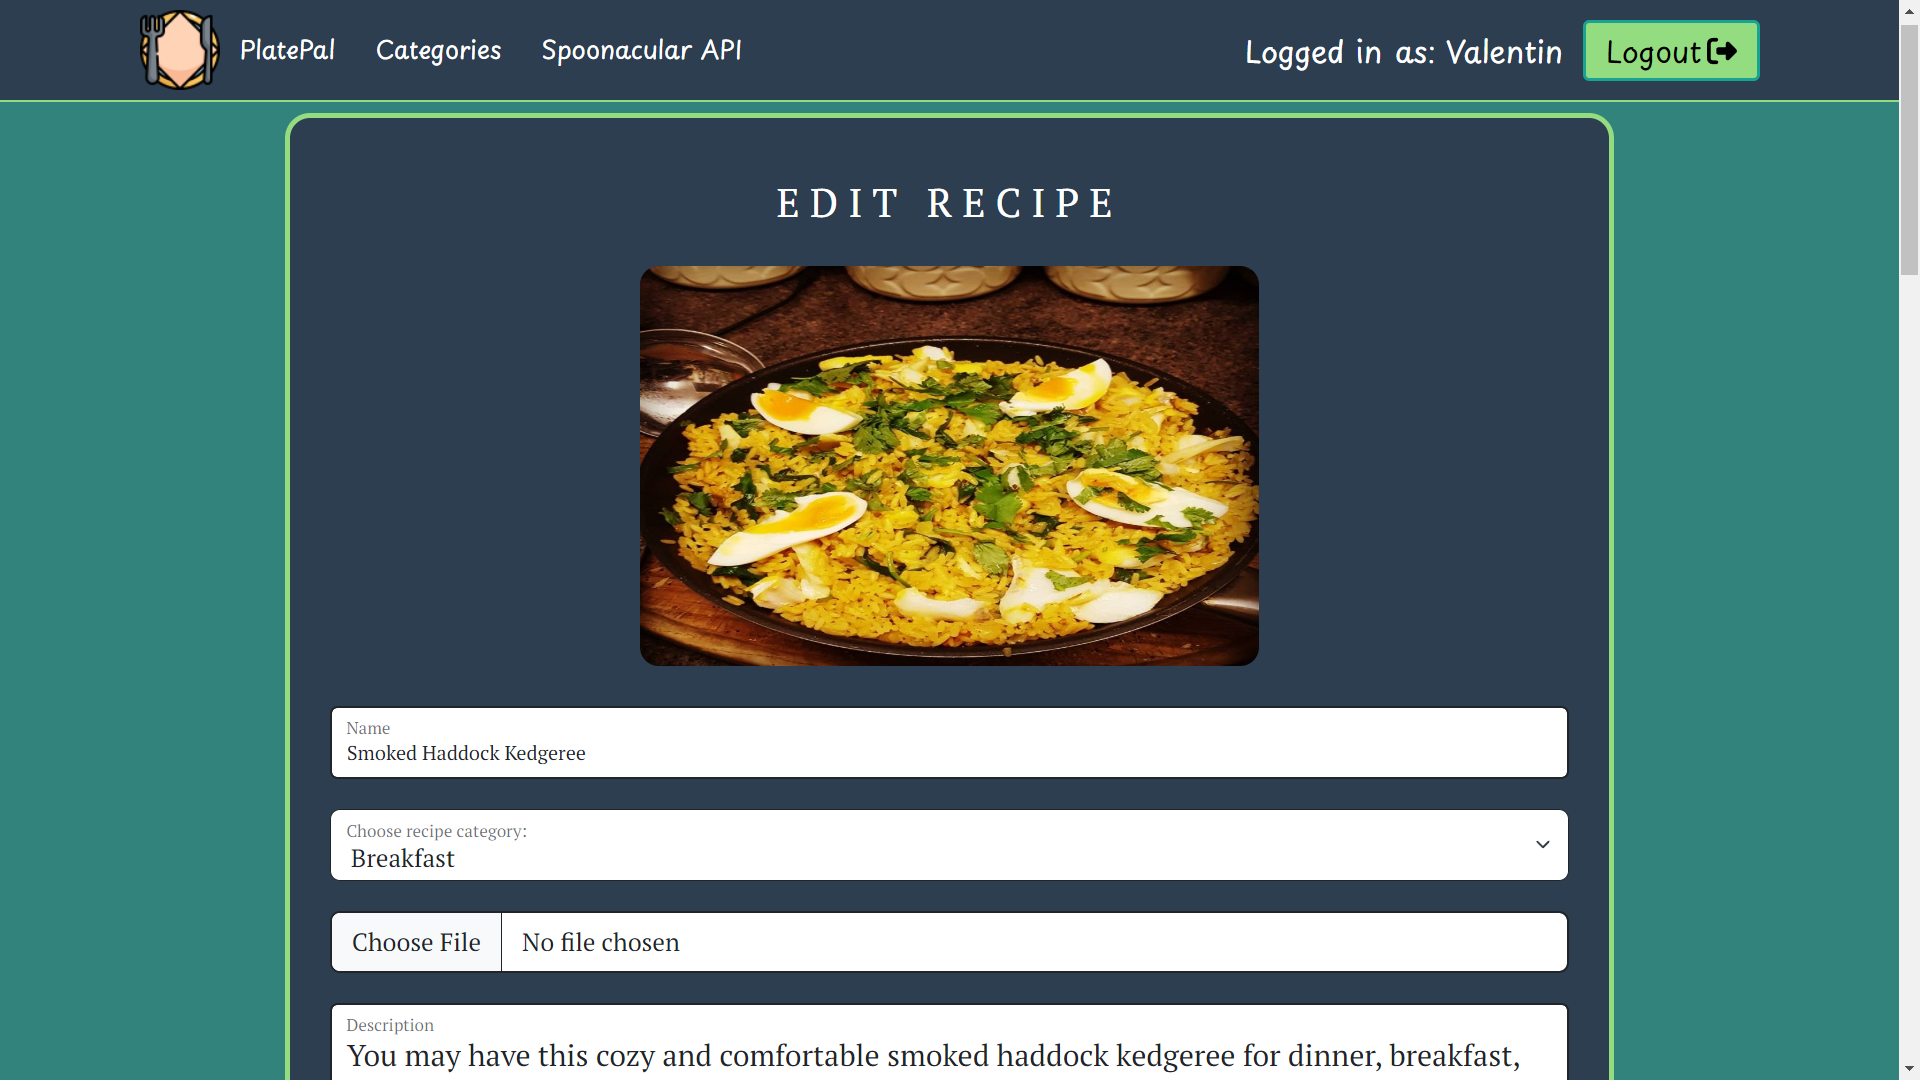 PlatePal Categories Spoonacular API Logged in as: Valentin Logout
EDIT RECIPE
Name
Smoked Haddock Kedgeree
Choose recipe category:
Breakfast
Choose File No file chosen
Description
You may have this cozy and comfortable smoked haddock kedgeree for dinner, breakfast,